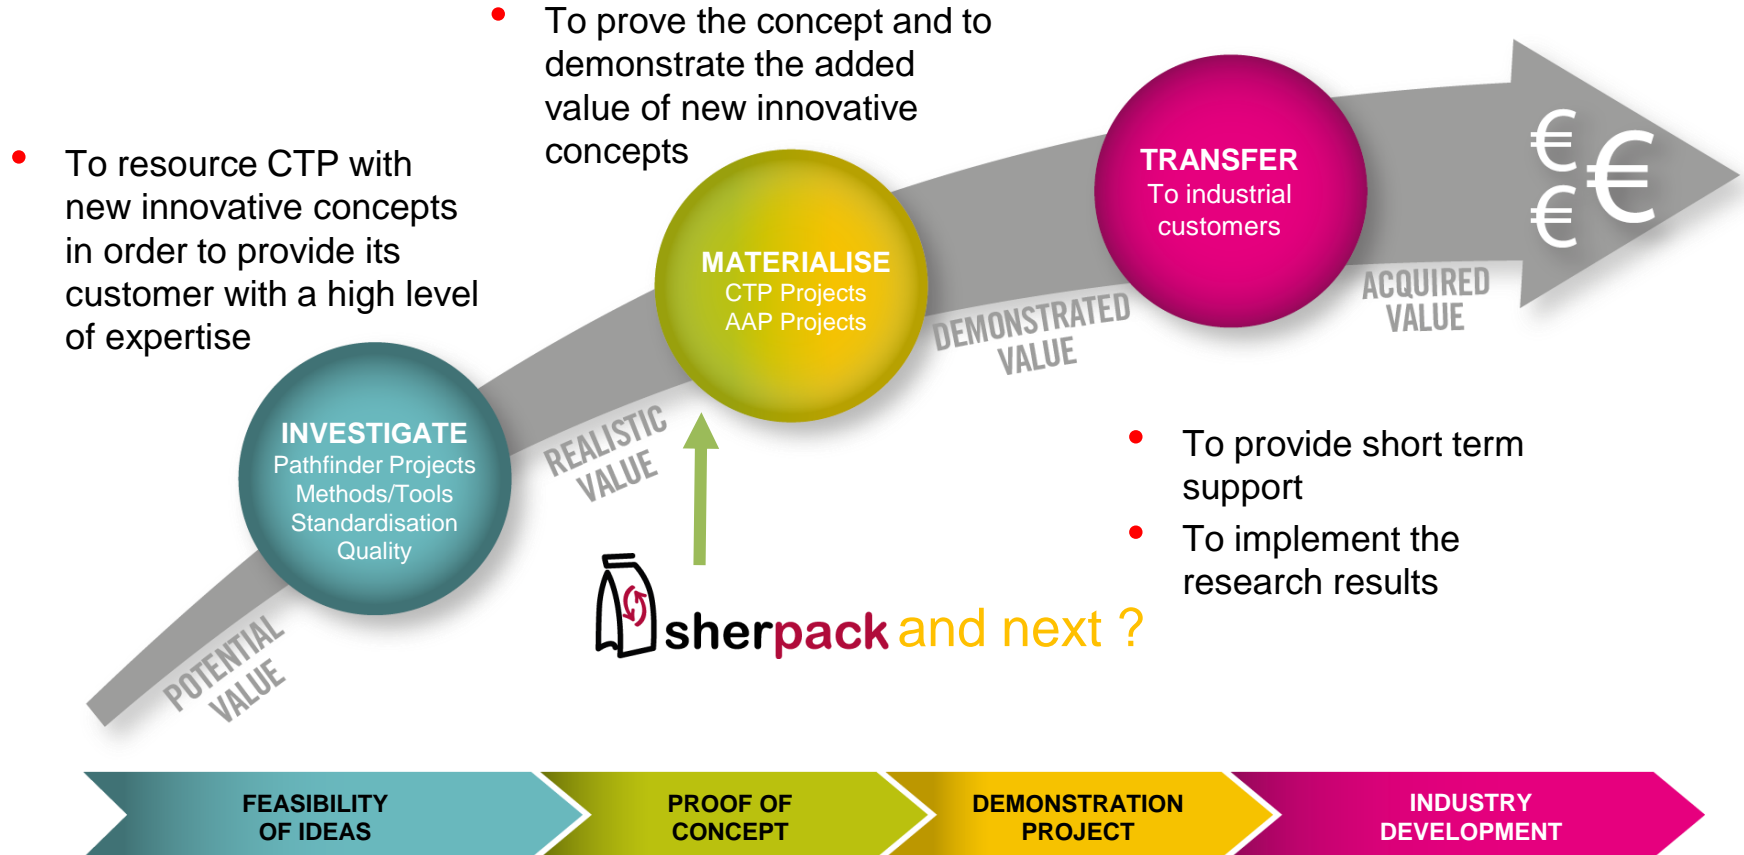 • To prove the concept and to
demonstrate the added
value of new innovative
concepts
• To resource CTP with
new innovative concepts
in order to provide its
customer with a high level
of expertise
INVESTIGATE
Pathfinder Projects
Methods/Tools
Standardisation
Quality
MATERIALISE
CTP Projects
AAP Projects
TRANSFER
To industrial
customers
€
€
€
POTENTIAL
VALUE
REALISTIC
VALUE
DEMONSTRATED
VALUE
ACQUIRED
VALUE
• To provide short term
support
• To implement the
research results
sherpack and next ?
FEASIBILITY
OF IDEAS
PROOF OF
CONCEPT
DEMONSTRATION
PROJECT
INDUSTRY
DEVELOPMENT